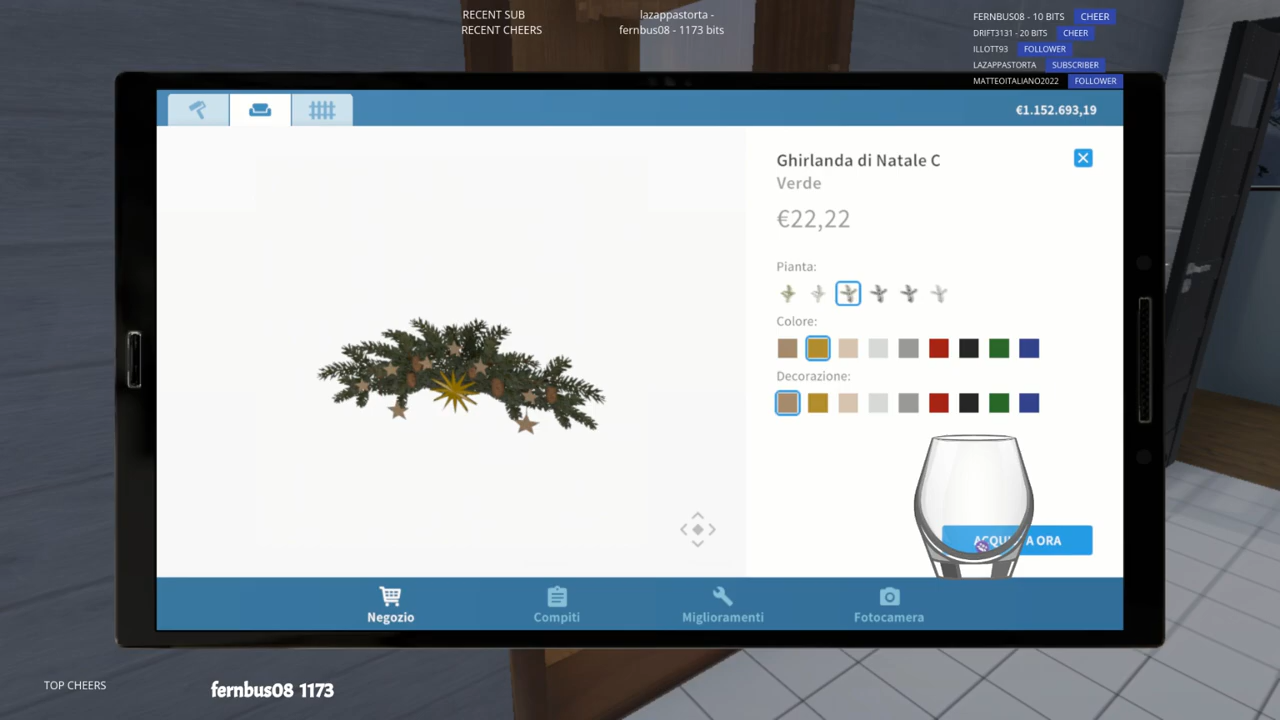 RECENT SUB
lazappastorta -
RECENT CHEERS
fernbus08 - 1173 bits
FERNBUS08 - 10 BITS CHEER
DRIFT3131 - 20 BITS CHEER
ILLOTT93 FOLLOWER
LAZAPPASTORTA SUBSCRIBER
MATTEOITALIANO2022 FOLLOWER
€1.152.693,19
Ghirlanda di Natale C
Verde
€22,22
Pianta:
Colore:
Decorazione:
ACQUISTA ORA
Negozio
Compiti
Miglioramenti
Fotocamera
TOP CHEERS
fernbus08 1173